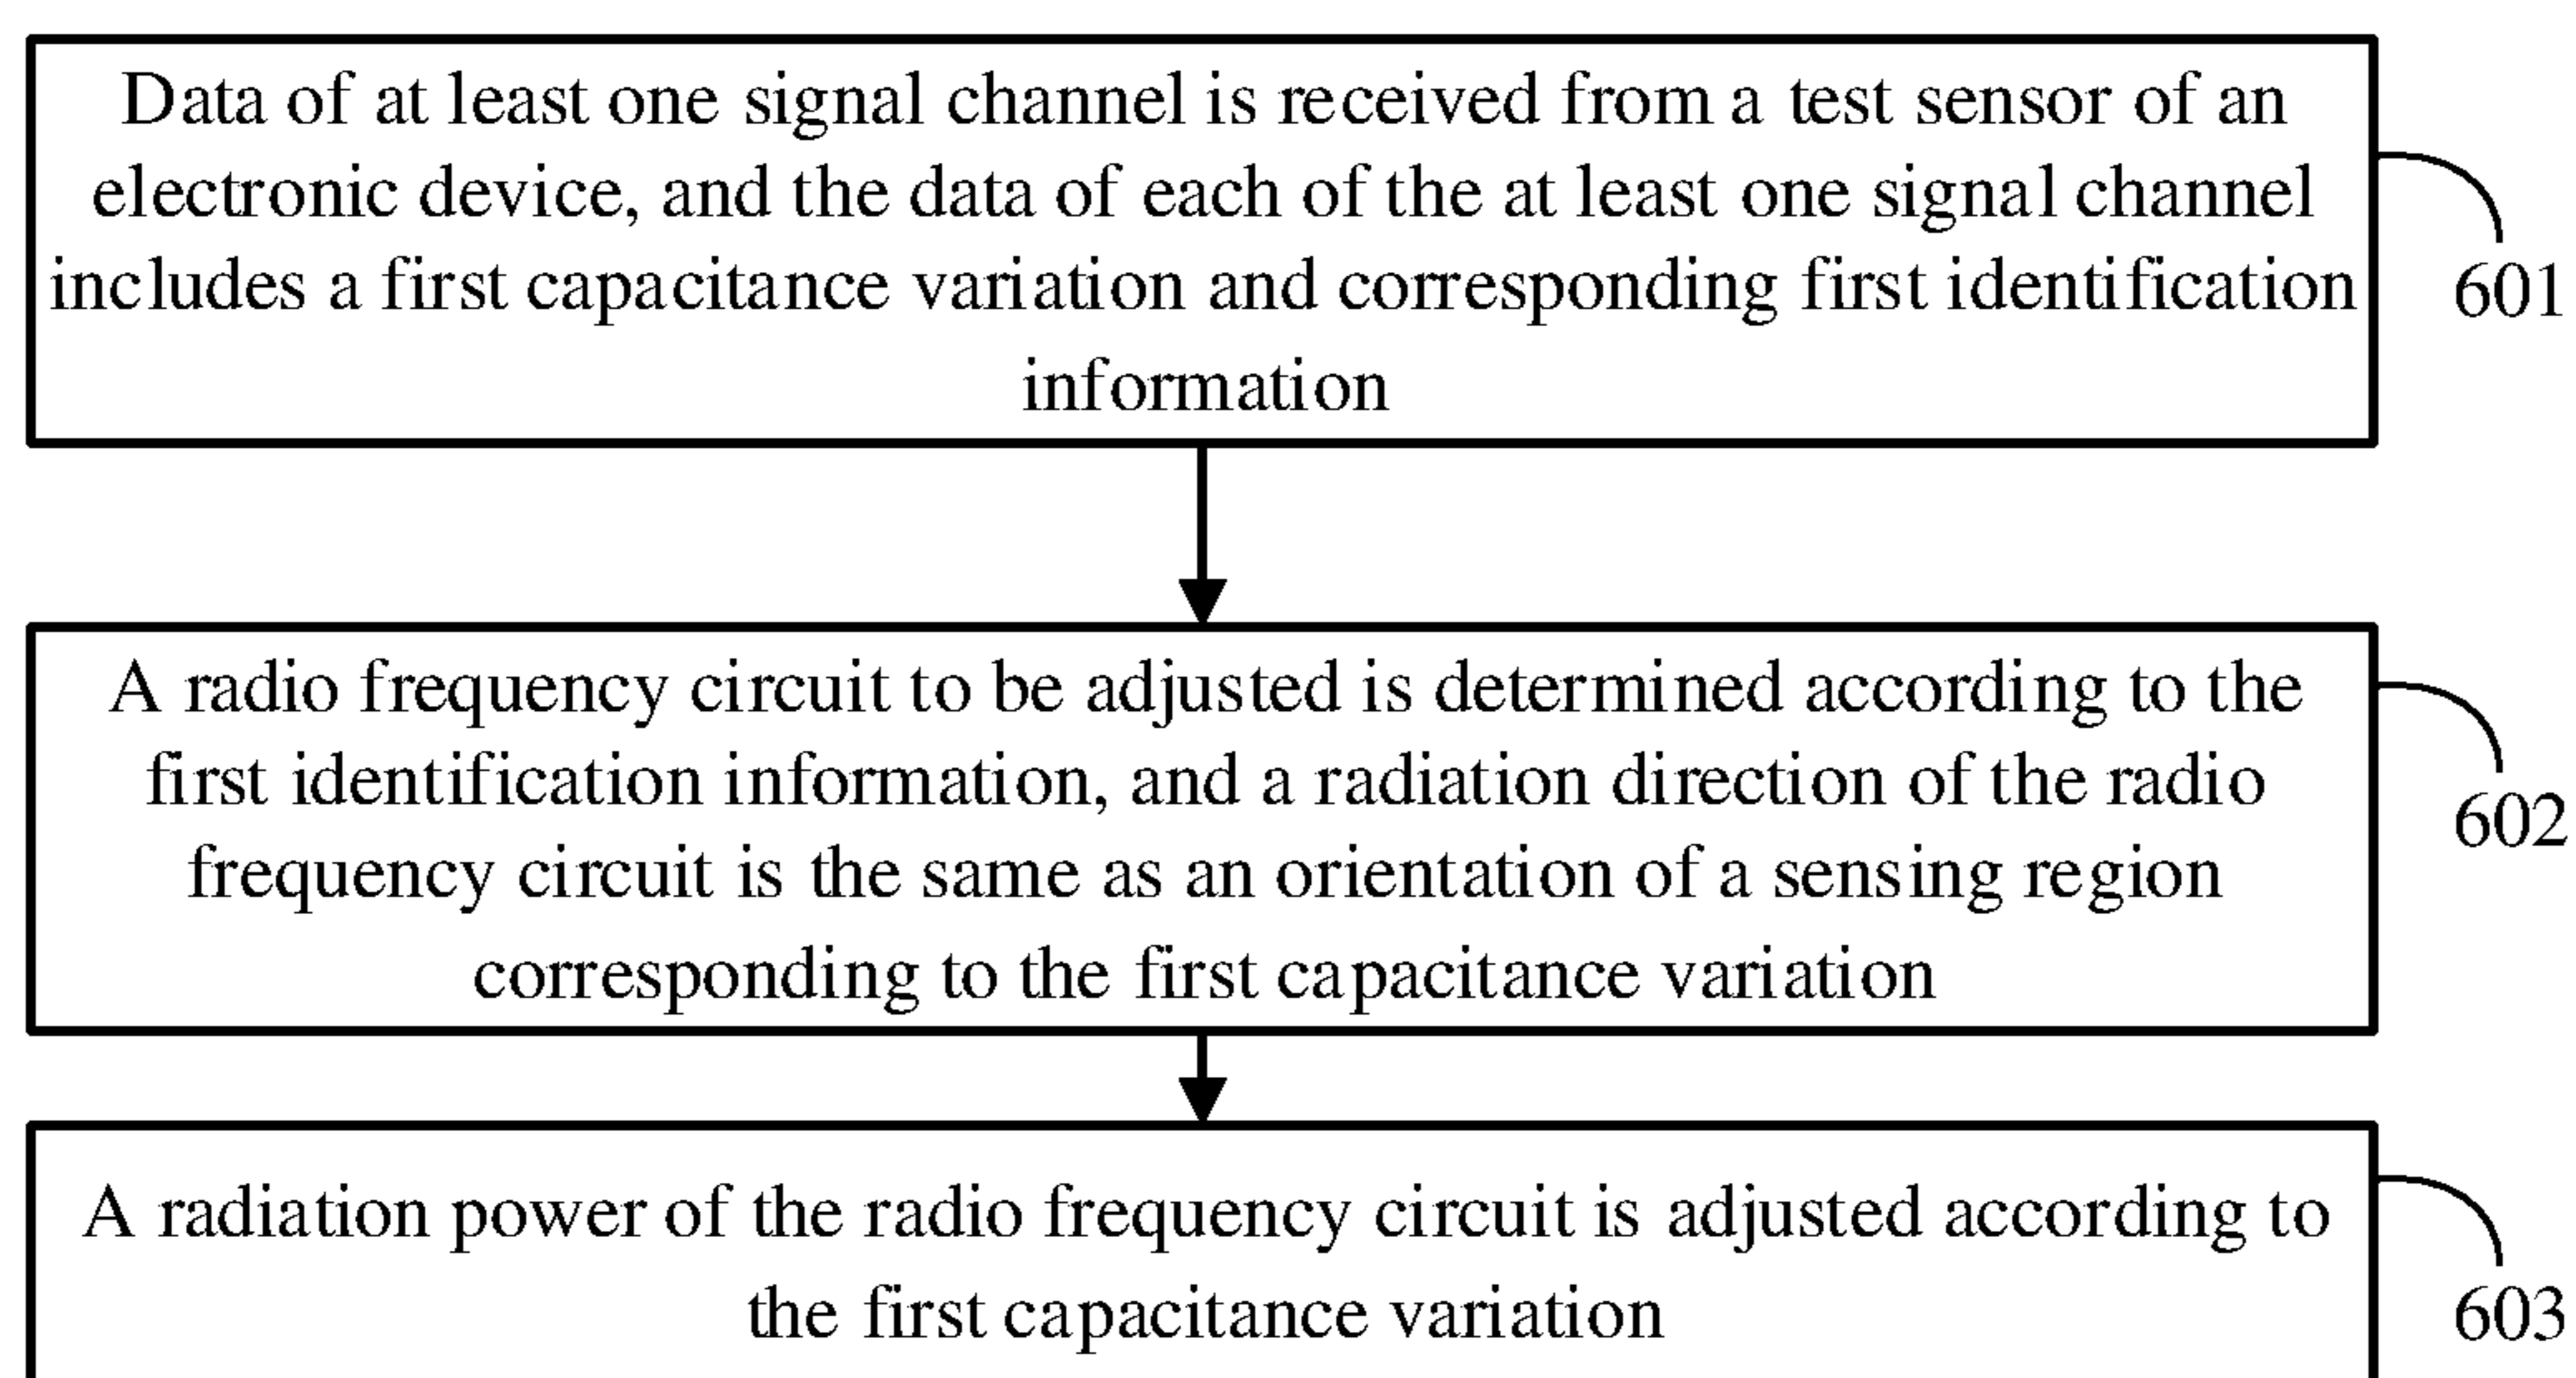 Data of at least one signal channel is received from a test sensor of an
electronic device, and the data of each of the at least one signal channel
includes a first capacitance variation and corresponding first identification
information
601
A radio frequency circuit to be adjusted is determined according to the
first identification information, and a radiation direction of the radio
frequency circuit is the same as an orientation of a sensing region
corresponding to the first capacitance variation
602
A radiation power of the radio frequency circuit is adjusted according to
the first capacitance variation
603